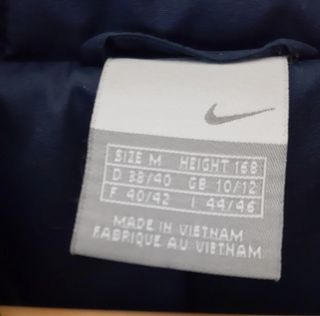 SIZE M HEIGHT 168
D 38/40 GB 10/12
F 40/42 I 44/46
MADE IN VIETNAM
FABRIQUE AU VIETNAM